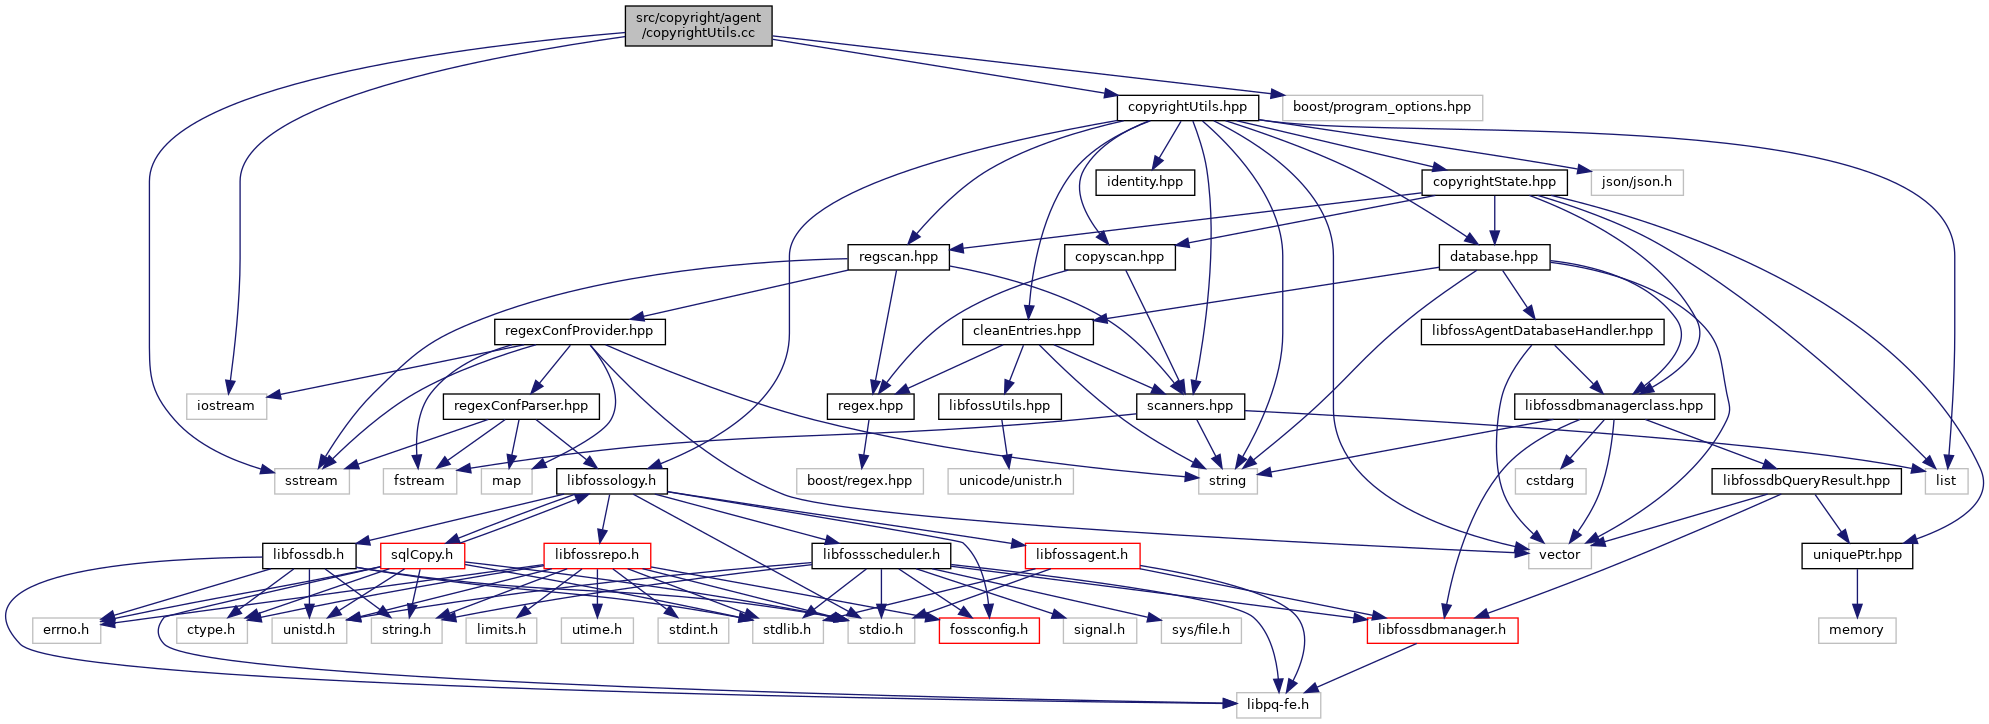 src/copyright/agent
/copyrightUtils.cc
copyrightUtils.hpp
boost/program_options.hpp
identity.hpp
copyrightState.hpp
json/json.h
regscan.hpp
copyscan.hpp
database.hpp
regexConfProvider.hpp
cleanEntries.hpp
libfossAgentDatabaseHandler.hpp
iostream
regexConfParser.hpp
regex.hpp
libfossUtils.hpp
scanners.hpp
libfossdbmanagerclass.hpp
sstream
fstream
map
libfossology.h
boost/regex.hpp
unicode/unistr.h
string
cstdarg
libfossdbQueryResult.hpp
list
libfossdb.h
sqlCopy.h
libfossrepo.h
libfossscheduler.h
libfossagent.h
vector
uniquePtr.hpp
errno.h
ctype.h
unistd.h
string.h
limits.h
utime.h
stdint.h
stdlib.h
stdio.h
fossconfig.h
signal.h
sys/file.h
libfossdbmanager.h
memory
libpq-fe.h